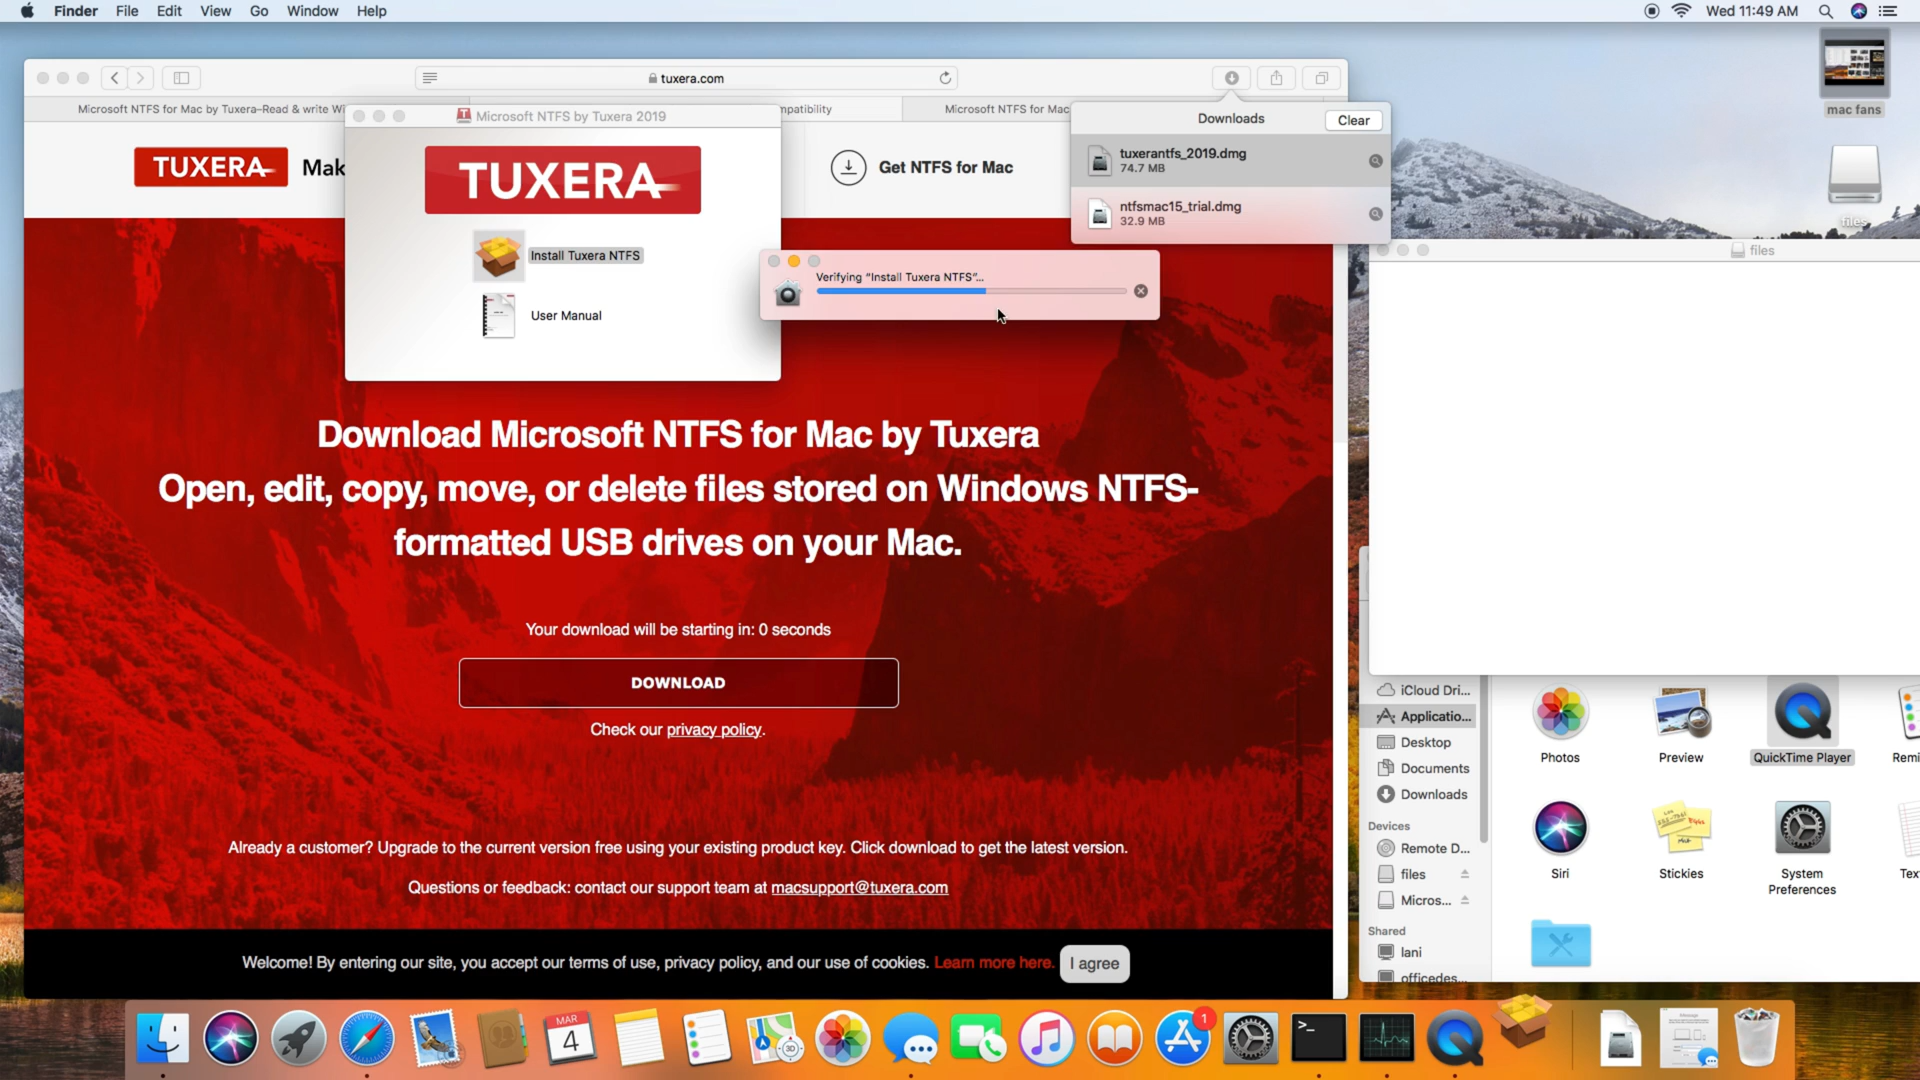 Finder File Edit View Go Window Help
Wed 11:49 AM
tuxera.com
Microsoft NTFS for Mac by Tuxera–Read & write Wi
mpatibility
Microsoft NTFS for Mac
Microsoft NTFS by Tuxera 2019
TUXERA
Mak
TUXERA
Install Tuxera NTFS
User Manual
Get NTFS for Mac
Downloads
Clear
tuxerantfs_2019.dmg
74.7 MB
ntfsmac15_trial.dmg
32.9 MB
Verifying “Install Tuxera NTFS”...
mac fans
files
files
Download Microsoft NTFS for Mac by Tuxera
Open, edit, copy, move, or delete files stored on Windows NTFS-
formatted USB drives on your Mac.
Your download will be starting in: 0 seconds
DOWNLOAD
Check our privacy policy.
Already a customer? Upgrade to the current version free using your existing product key. Click download to get the latest version.
Questions or feedback: contact our support team at macsupport@tuxera.com
Welcome! By entering our site, you accept our terms of use, privacy policy, and our use of cookies. Learn more here.
I agree
iCloud Dri...
Applicatio...
Desktop
Documents
Downloads
Devices
Remote D...
files
Micros...
Shared
lani
officedes...
Photos
Preview
QuickTime Player
Remi
Siri
Stickies
System
Preferences
Tex
MAR
4
3D
1